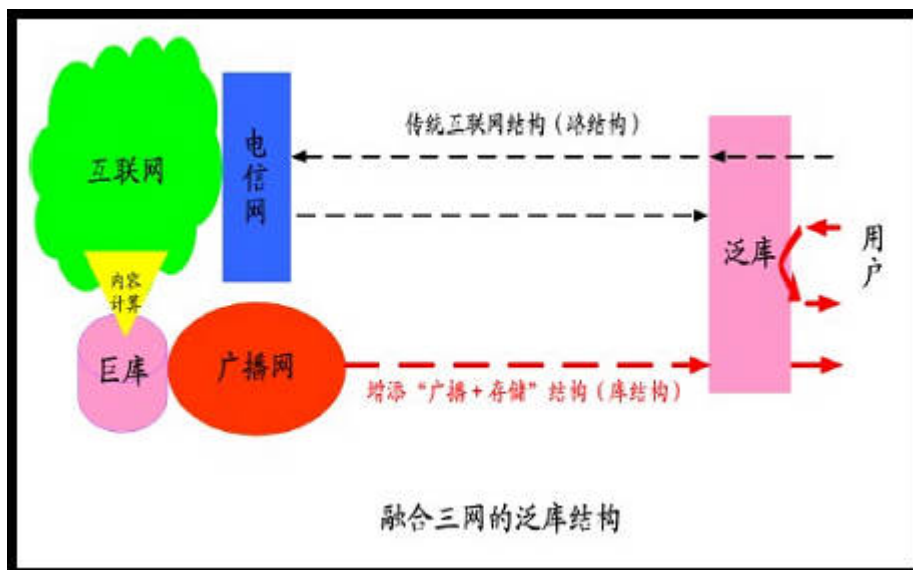 传统互联网结构（路结构）
互联网
电信网
泛库
用户
内容
计算
巨库
广播网
增添“广播+存储”结构（库结构）
融合三网的泛库结构